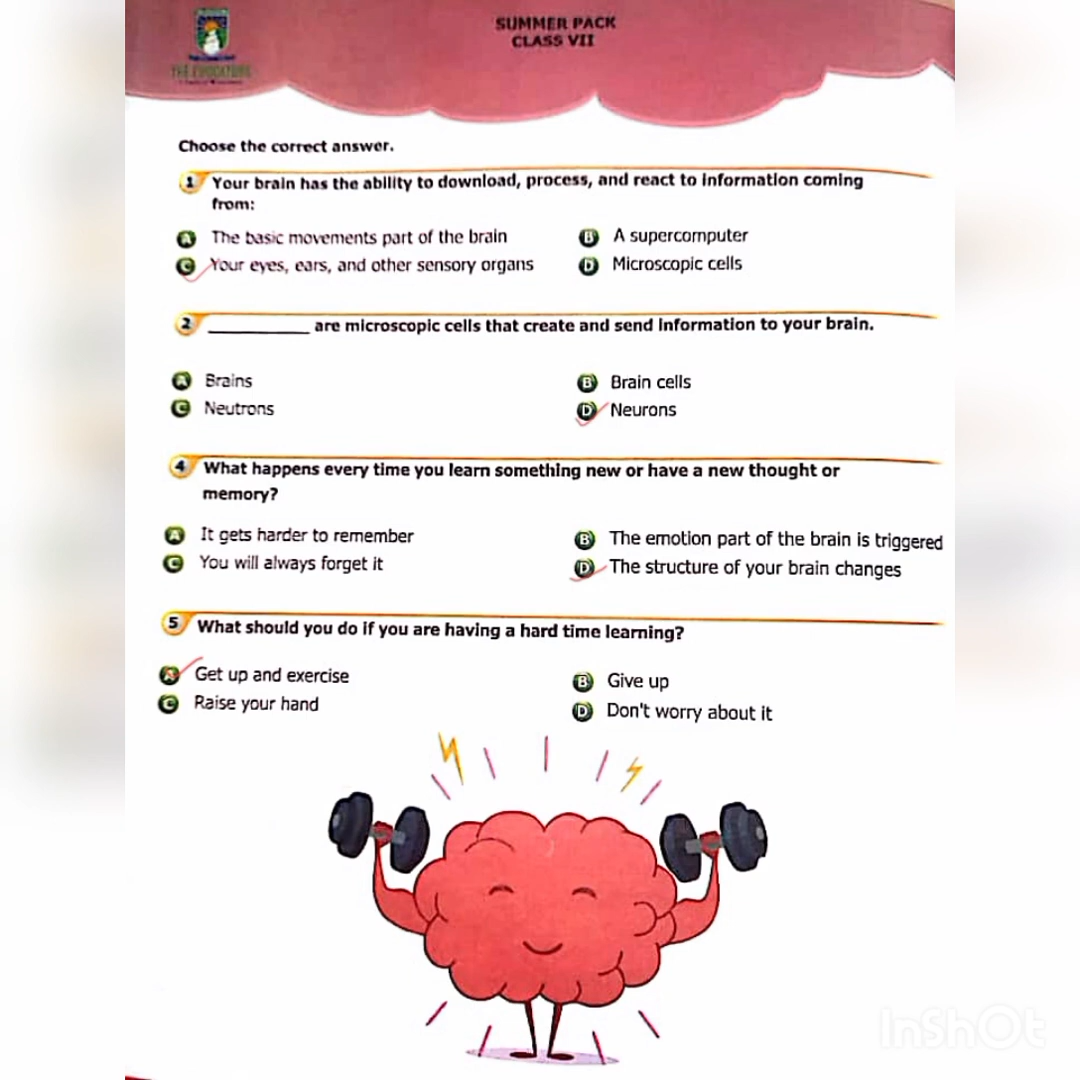 SUMMER PACK
CLASS VII
Choose the correct answer.
1 Your brain has the ability to download, process, and react to information coming
from:
A The basic movements part of the brain
B A supercomputer
C Your eyes, ears, and other sensory organs
D Microscopic cells
2 __________ are microscopic cells that create and send information to your brain.
A Brains
B Brain cells
C Neutrons
D Neurons
4 What happens every time you learn something new or have a new thought or
memory?
A It gets harder to remember
B The emotion part of the brain is triggered
C You will always forget it
D The structure of your brain changes
5 What should you do if you are having a hard time learning?
A Get up and exercise
B Give up
C Raise your hand
D Don't worry about it
InShOt